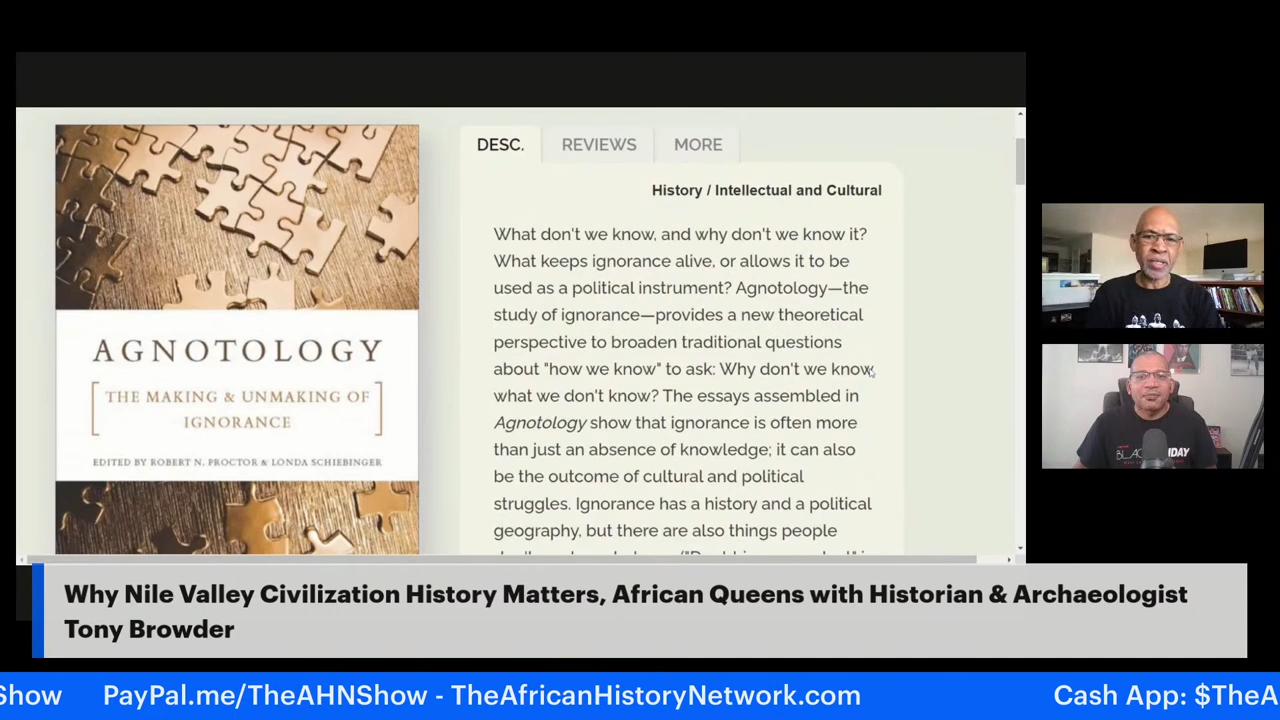 DESC.
REVIEWS
MORE
History / Intellectual and Cultural
What don't we know, and why don't we know it?
What keeps ignorance alive, or allows it to be
used as a political instrument? Agnotology—the
study of ignorance—provides a new theoretical
perspective to broaden traditional questions
about "how we know" to ask: Why don't we know
what we don't know? The essays assembled in
Agnotology show that ignorance is often more
than just an absence of knowledge; it can also
be the outcome of cultural and political
struggles. Ignorance has a history and a political
geography, but there are also things people
AGNOTOLOGY
THE MAKING & UNMAKING OF
IGNORANCE
EDITED BY ROBERT N. PROCTOR & LONDA SCHIEBINGER
Why Nile Valley Civilization History Matters, African Queens with Historian & Archaeologist
Tony Browder
Show PayPal.me/TheAHNShow - TheAfricanHistoryNetwork.com Cash App: $TheA